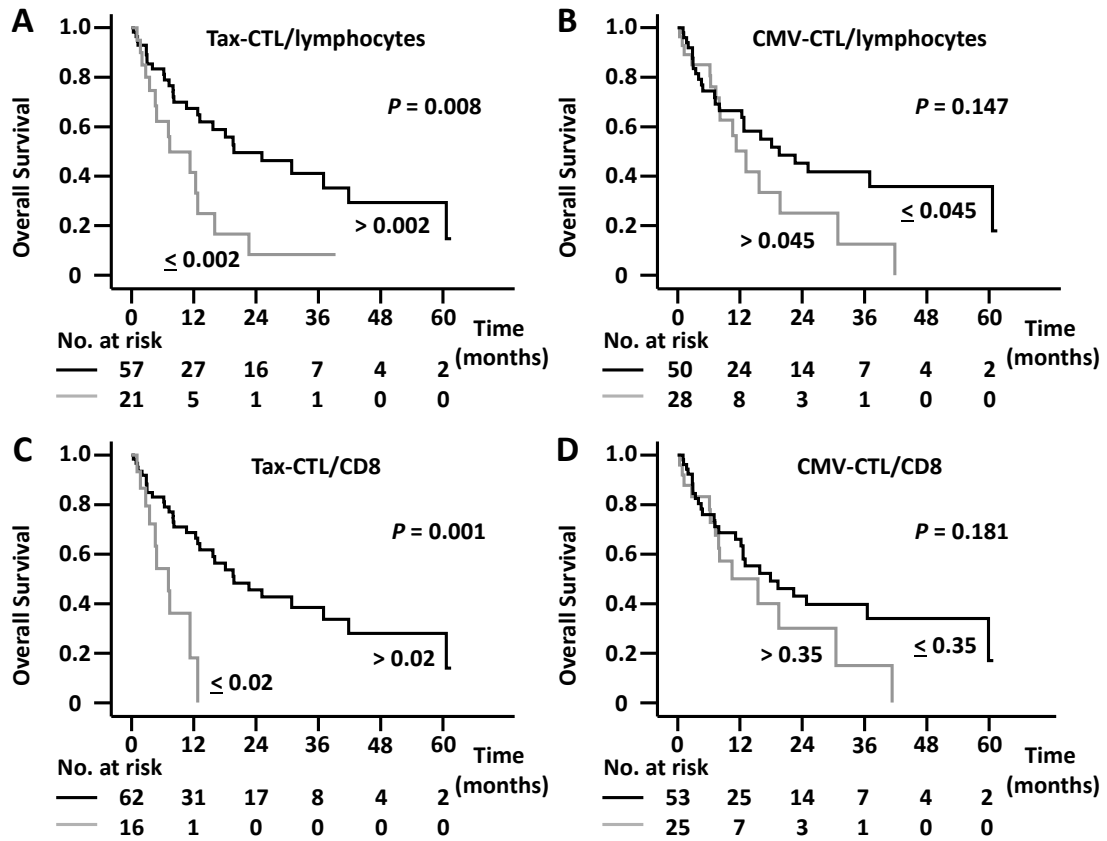 A
Tax-CTL/lymphocytes
P = 0.008
Overall Survival
1.0
0.8
0.6
0.4
0.2
0
> 0.002
≤ 0.002
0 12 24 36 48 60
Time
(months)
No. at risk
57 27 16 7 4 2
21 5 1 1 0 0
B
CMV-CTL/lymphocytes
P = 0.147
Overall Survival
1.0
0.8
0.6
0.4
0.2
0
≤ 0.045
> 0.045
0 12 24 36 48 60
Time
(months)
No. at risk
50 24 14 7 4 2
28 8 3 1 0 0
C
Tax-CTL/CD8
P = 0.001
Overall Survival
1.0
0.8
0.6
0.4
0.2
0
> 0.02
≤ 0.02
0 12 24 36 48 60
Time
(months)
No. at risk
62 31 17 8 4 2
16 1 0 0 0 0
D
CMV-CTL/CD8
P = 0.181
Overall Survival
1.0
0.8
0.6
0.4
0.2
0
> 0.35
≤ 0.35
0 12 24 36 48 60
Time
(months)
No. at risk
53 25 14 7 4 2
25 7 3 1 0 0